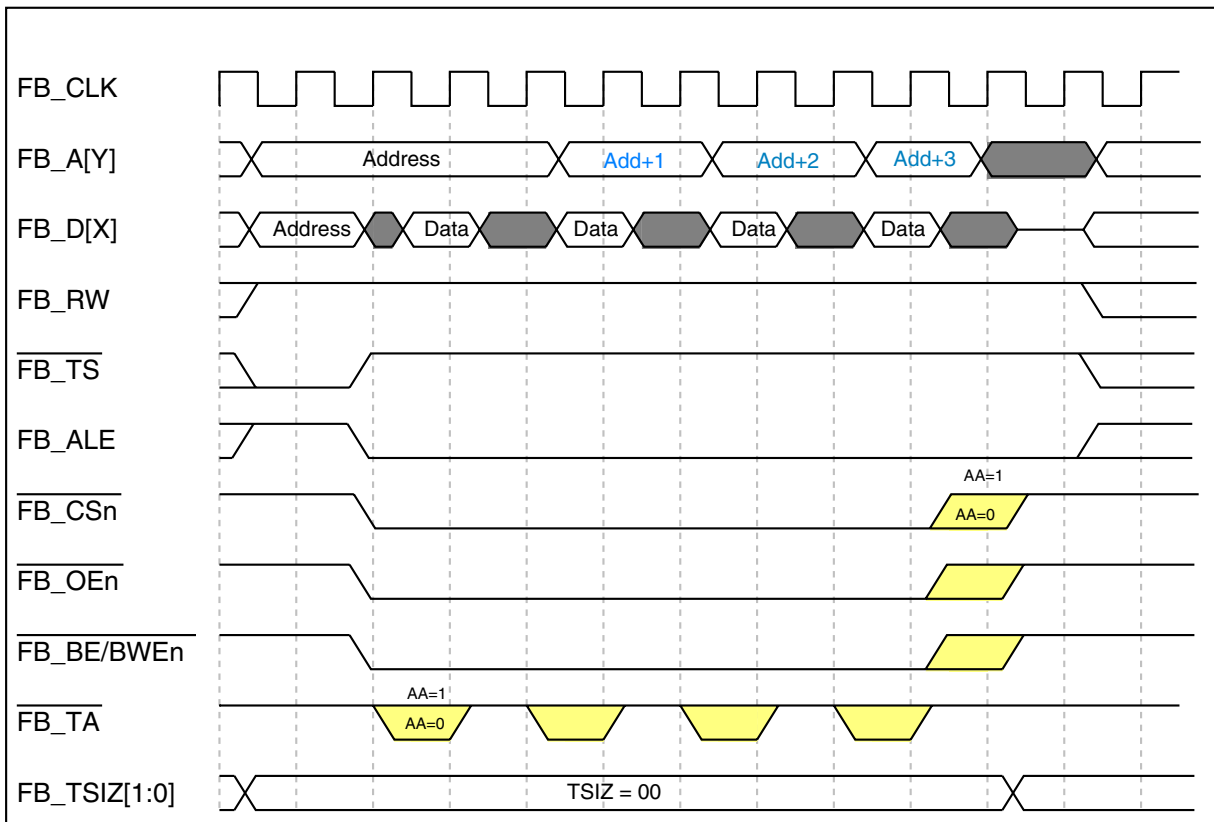 FB_CLK
FB_A[Y] Address Add+1 Add+2 Add+3
FB_D[X] Address Data Data Data Data
FB_RW
FB_TS
FB_ALE
AA=1
FB_CSn AA=0
FB_OEn
FB_BE/BWEn
AA=1
FB_TA AA=0
FB_TSIZ[1:0] TSIZ = 00